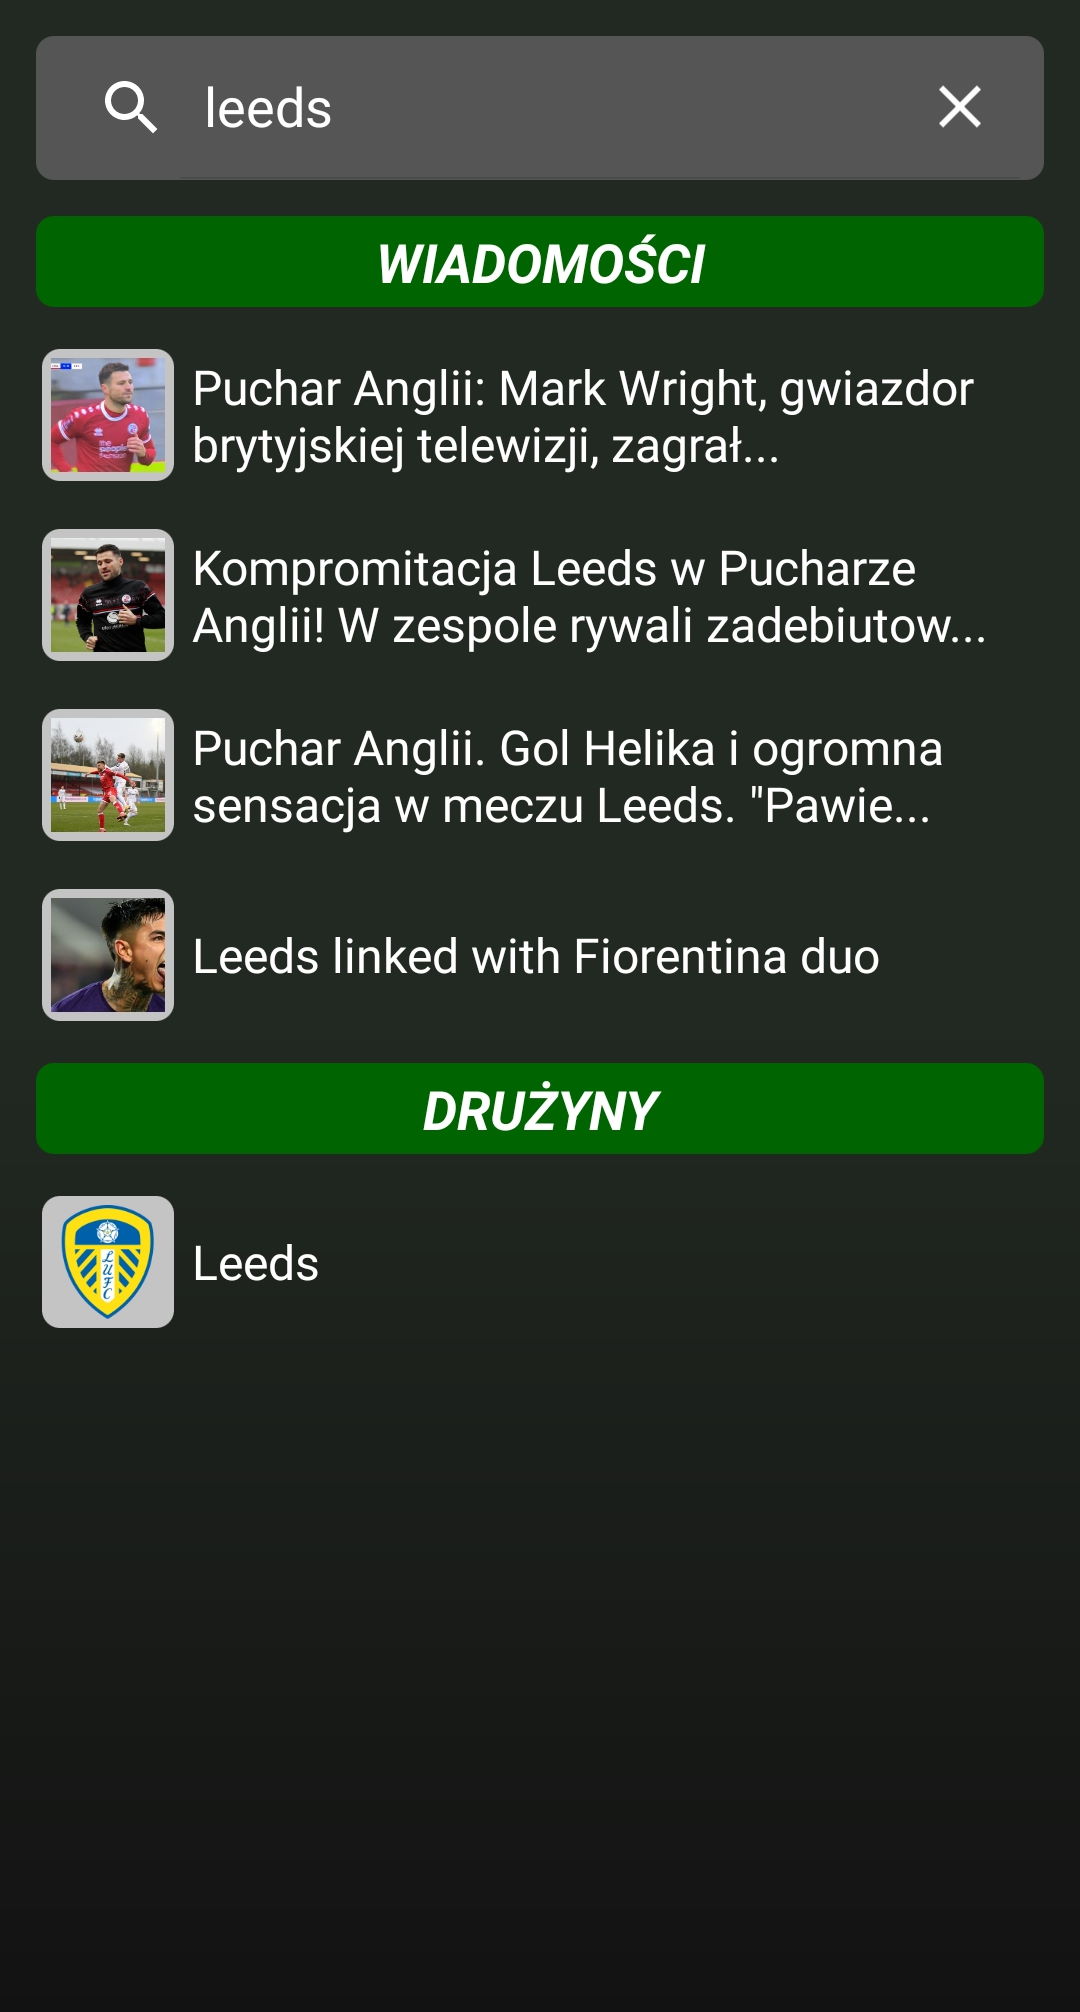 leeds
WIADOMOŚCI
Puchar Anglii: Mark Wright, gwiazdor
brytyjskiej telewizji, zagrał...
Kompromitacja Leeds w Pucharze
Anglii! W zespole rywali zadebiutow...
Puchar Anglii. Gol Helika i ogromna
sensacja w meczu Leeds. "Pawie...
Leeds linked with Fiorentina duo
DRUŻYNY
LUFC
Leeds